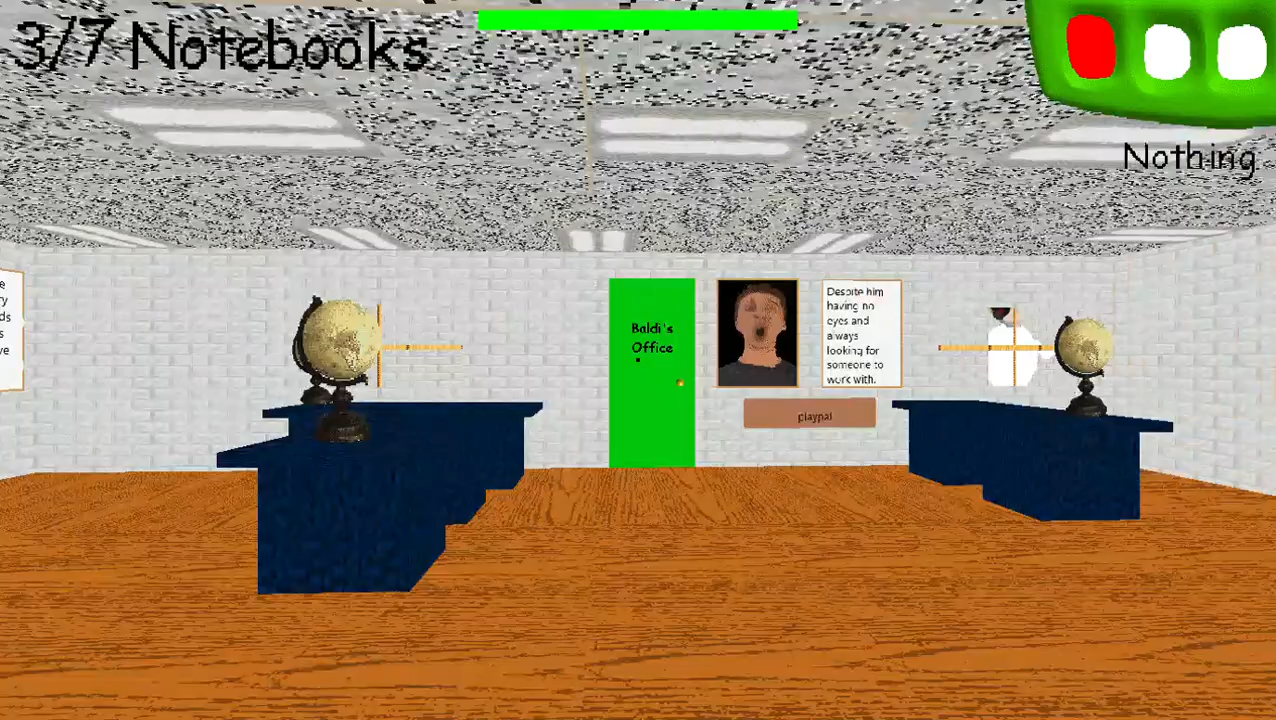 3/7 Notebooks
Nothing
Baldi's
Office
Despite him
having no
eyes and
always
looking for
someone to
work with.
playpal